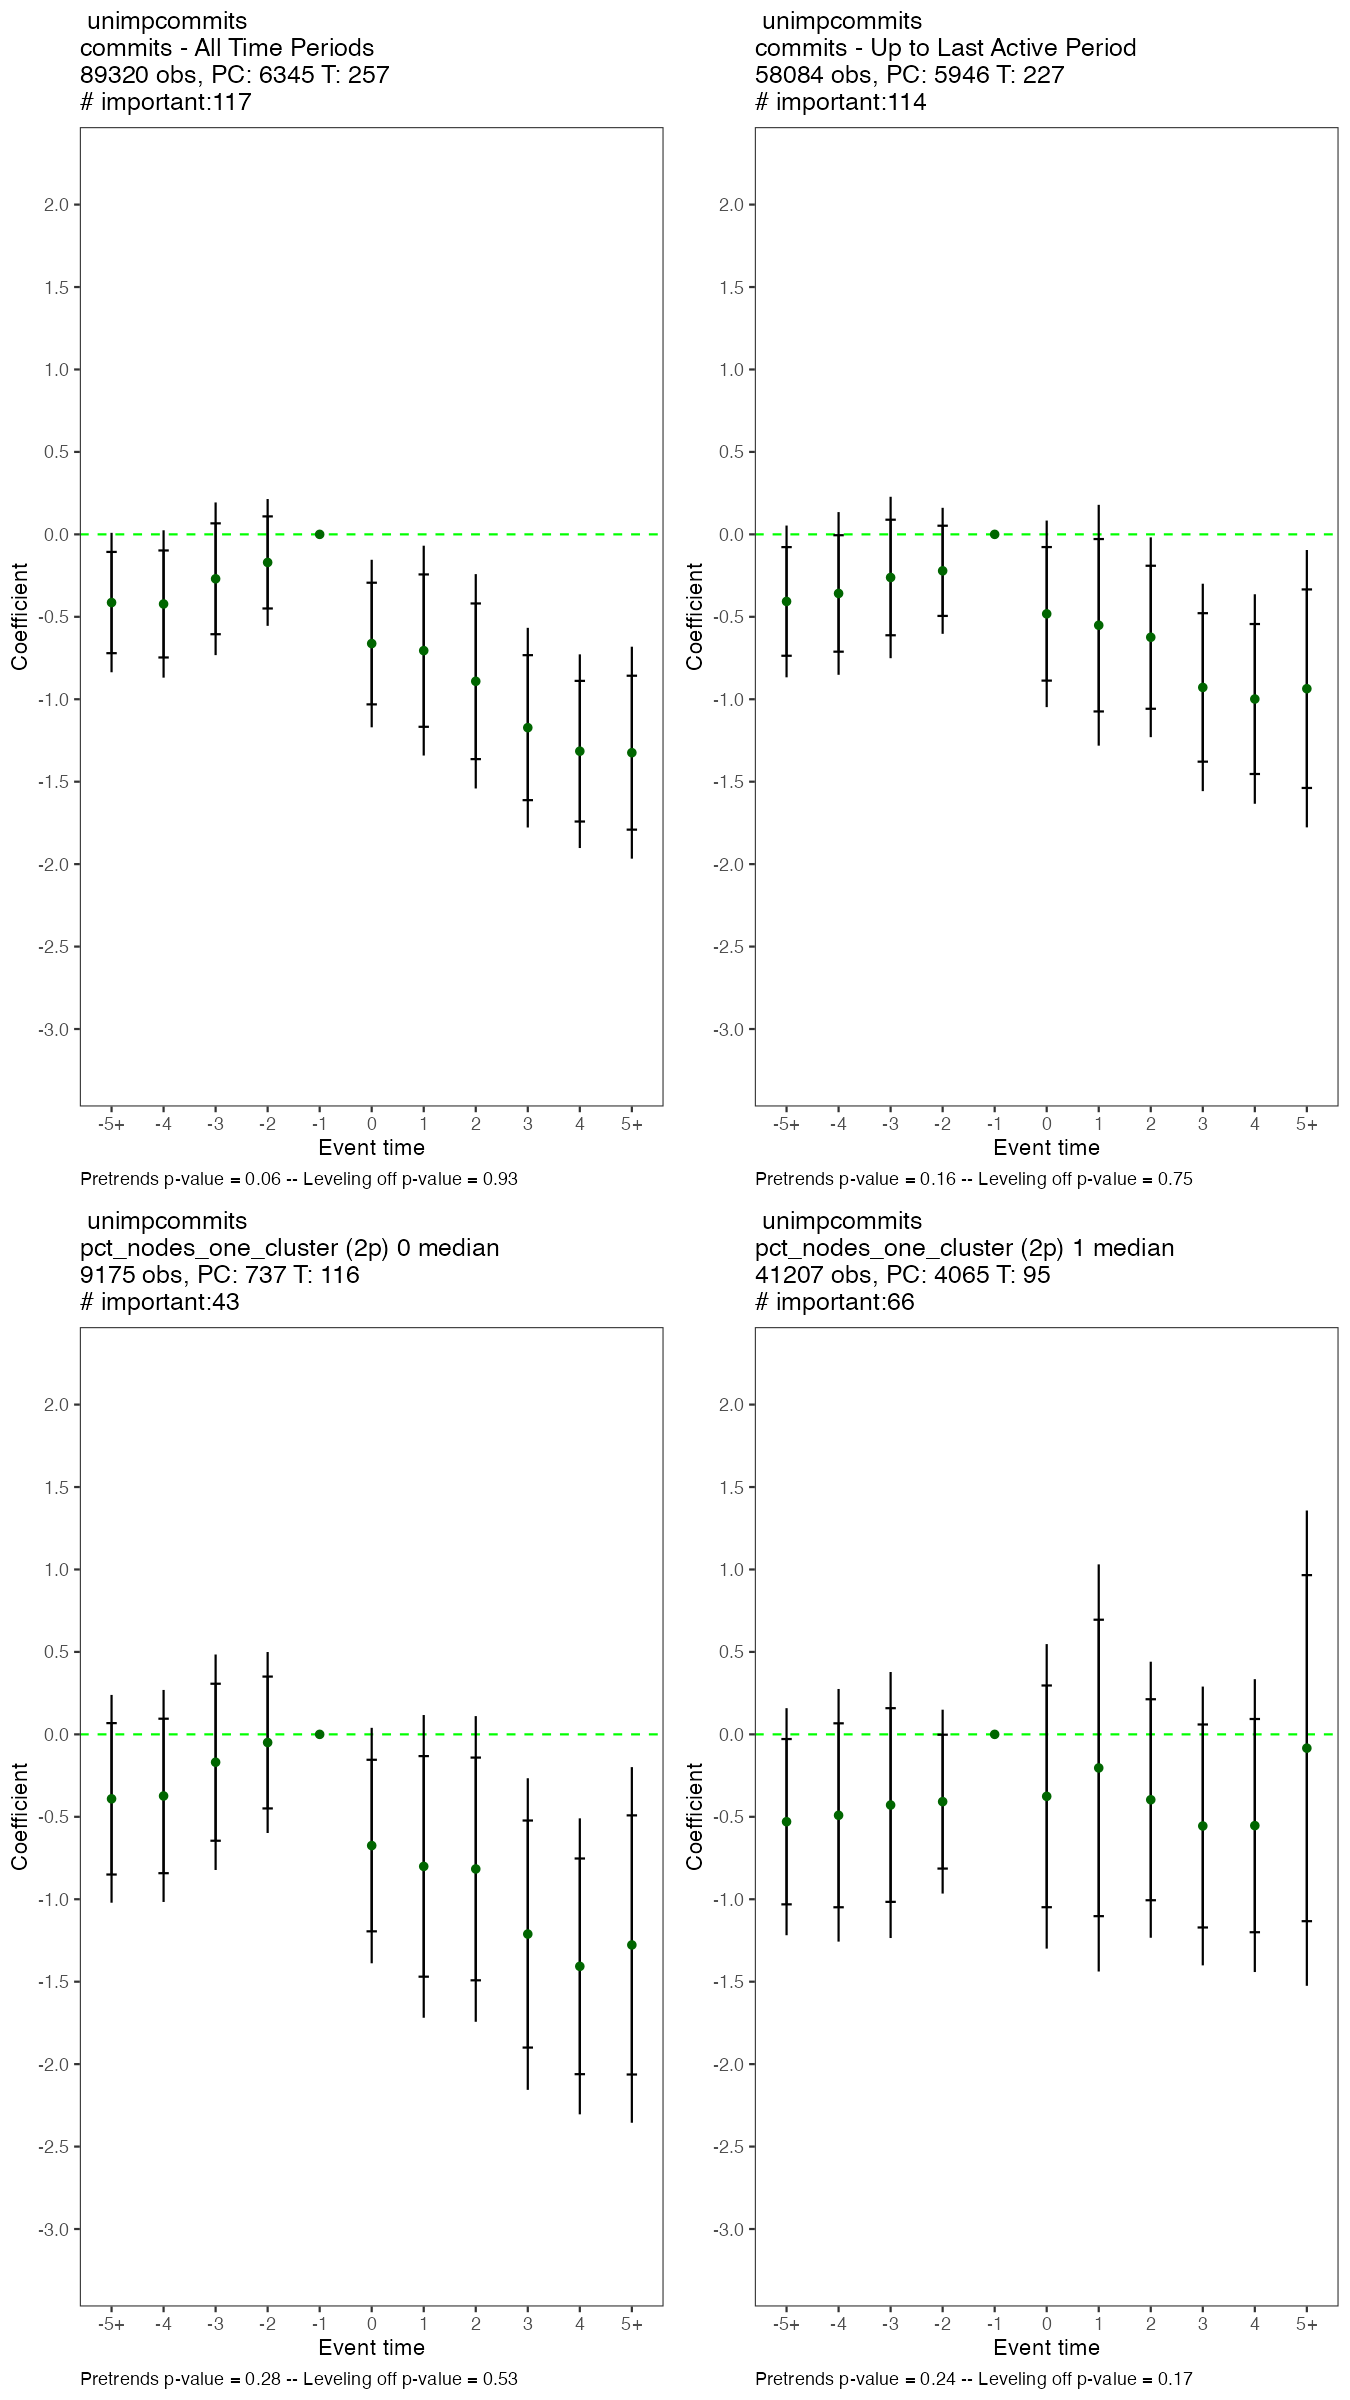 unimpcommits
commits - All Time Periods
89320 obs, PC: 6345 T: 257
# important:117
2.0
1.5
1.0
0.5
0.0
-0.5
-1.0
-1.5
-2.0
-2.5
-3.0
Coefficient
-5+ -4 -3 -2 -1 0 1 2 3 4 5+
Event time
Pretrends p-value = 0.06 -- Leveling off p-value = 0.93
unimpcommits
commits - Up to Last Active Period
58084 obs, PC: 5946 T: 227
# important:114
2.0
1.5
1.0
0.5
0.0
-0.5
-1.0
-1.5
-2.0
-2.5
-3.0
Coefficient
-5+ -4 -3 -2 -1 0 1 2 3 4 5+
Event time
Pretrends p-value = 0.16 -- Leveling off p-value = 0.75
unimpcommits
pct_nodes_one_cluster (2p) 0 median
9175 obs, PC: 737 T: 116
# important:43
2.0
1.5
1.0
0.5
0.0
-0.5
-1.0
-1.5
-2.0
-2.5
-3.0
Coefficient
-5+ -4 -3 -2 -1 0 1 2 3 4 5+
Event time
Pretrends p-value = 0.28 -- Leveling off p-value = 0.53
unimpcommits
pct_nodes_one_cluster (2p) 1 median
41207 obs, PC: 4065 T: 95
# important:66
2.0
1.5
1.0
0.5
0.0
-0.5
-1.0
-1.5
-2.0
-2.5
-3.0
Coefficient
-5+ -4 -3 -2 -1 0 1 2 3 4 5+
Event time
Pretrends p-value = 0.24 -- Leveling off p-value = 0.17